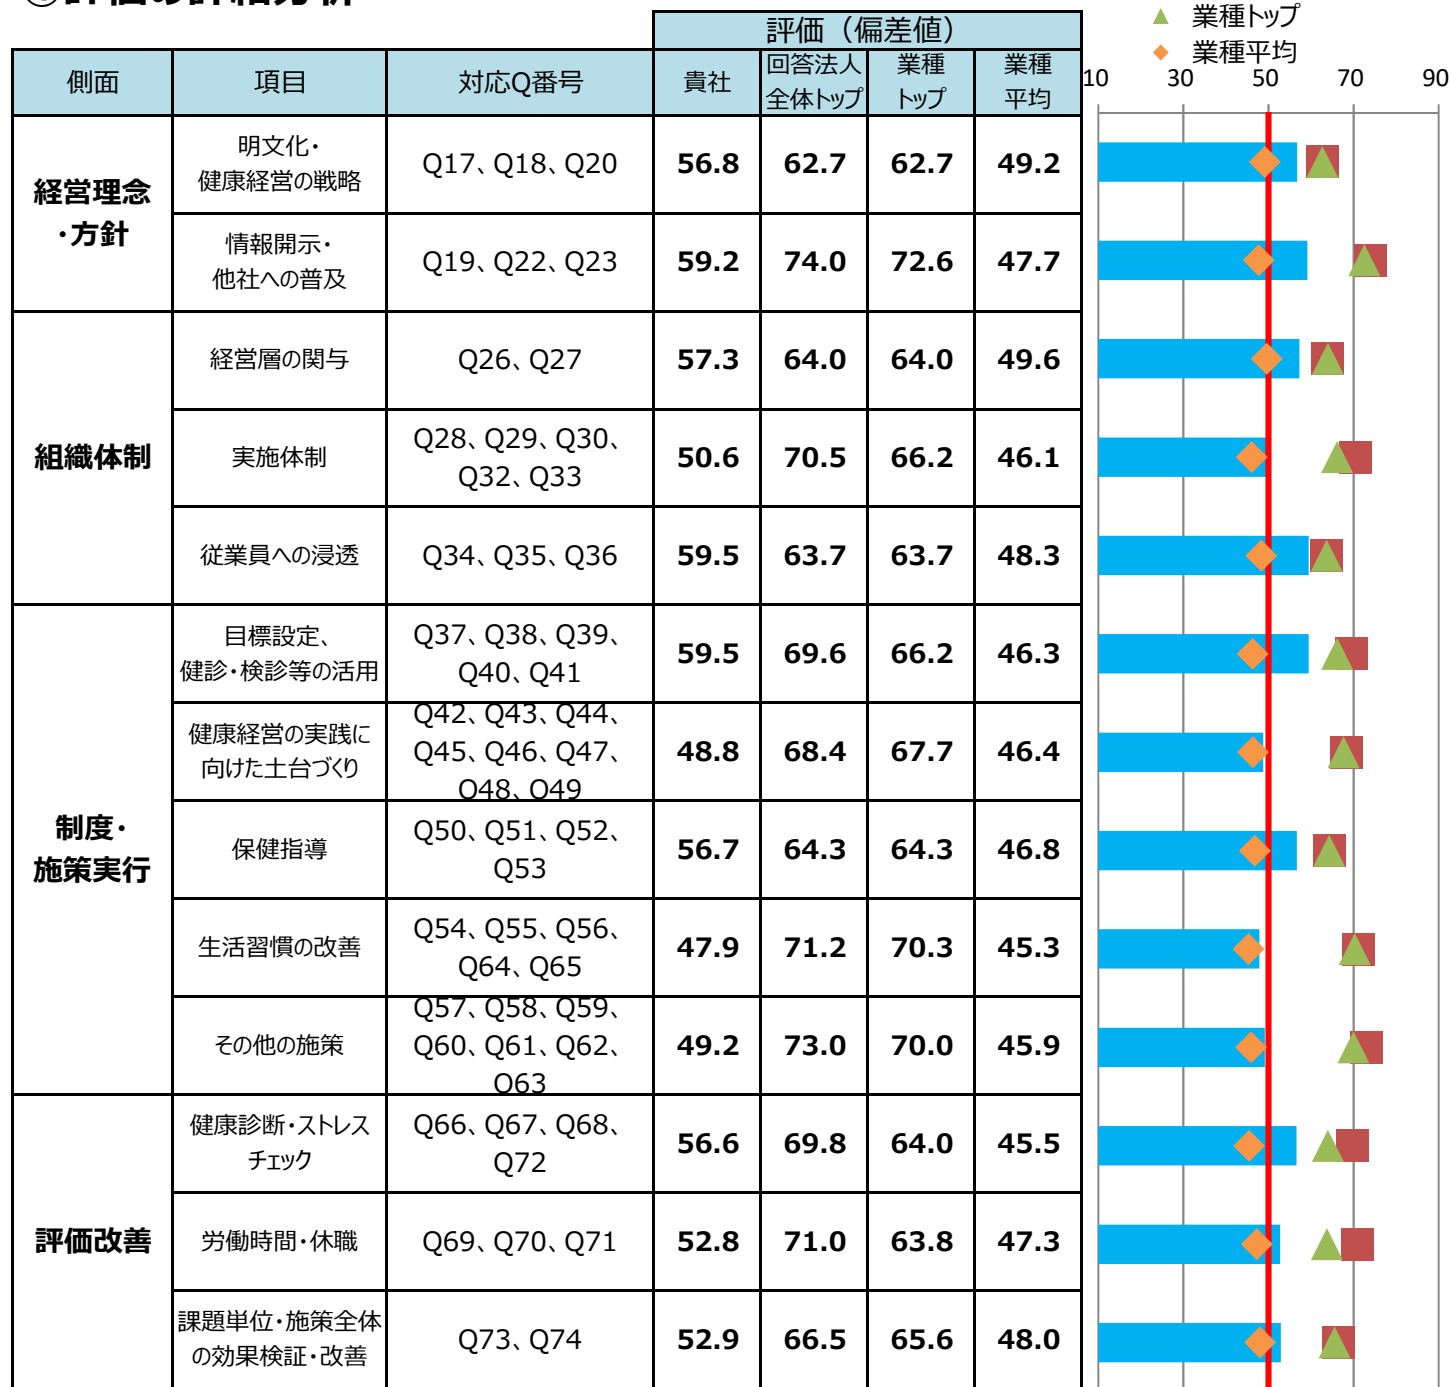 評価の詳細分析
▲ 業種トップ
◆ 業種平均
評価（偏差値）
側面 項目 対応Q番号 貴社 回答法人 業種 業種
全体トップ トップ 平均
10 30 50 70 90
経営理念
・方針
明文化・
健康経営の戦略
Q17、Q18、Q20 56.8 62.7 62.7 49.2
情報開示・
他社への普及
Q19、Q22、Q23 59.2 74.0 72.6 47.7
組織体制
経営層の関与 Q26、Q27 57.3 64.0 64.0 49.6
実施体制
Q28、Q29、Q30、
Q32、Q33
50.6 70.5 66.2 46.1
従業員への浸透 Q34、Q35、Q36 59.5 63.7 63.7 48.3
制度・
施策実行
目標設定、
健診・検診等の活用
Q37、Q38、Q39、
Q40、Q41
59.5 69.6 66.2 46.3
健康経営の実践に
向けた土台づくり
Q42、Q43、Q44、
Q45、Q46、Q47、
Q48、Q49
48.8 68.4 67.7 46.4
保健指導
Q50、Q51、Q52、
Q53
56.7 64.3 64.3 46.8
生活習慣の改善
Q54、Q55、Q56、
Q64、Q65
47.9 71.2 70.3 45.3
その他の施策
Q57、Q58、Q59、
Q60、Q61、Q62、
Q63
49.2 73.0 70.0 45.9
評価改善
健康診断・ストレス
チェック
Q66、Q67、Q68、
Q72
56.6 69.8 64.0 45.5
労働時間・休職 Q69、Q70、Q71 52.8 71.0 63.8 47.3
課題単位・施策全体
の効果検証・改善
Q73、Q74 52.9 66.5 65.6 48.0